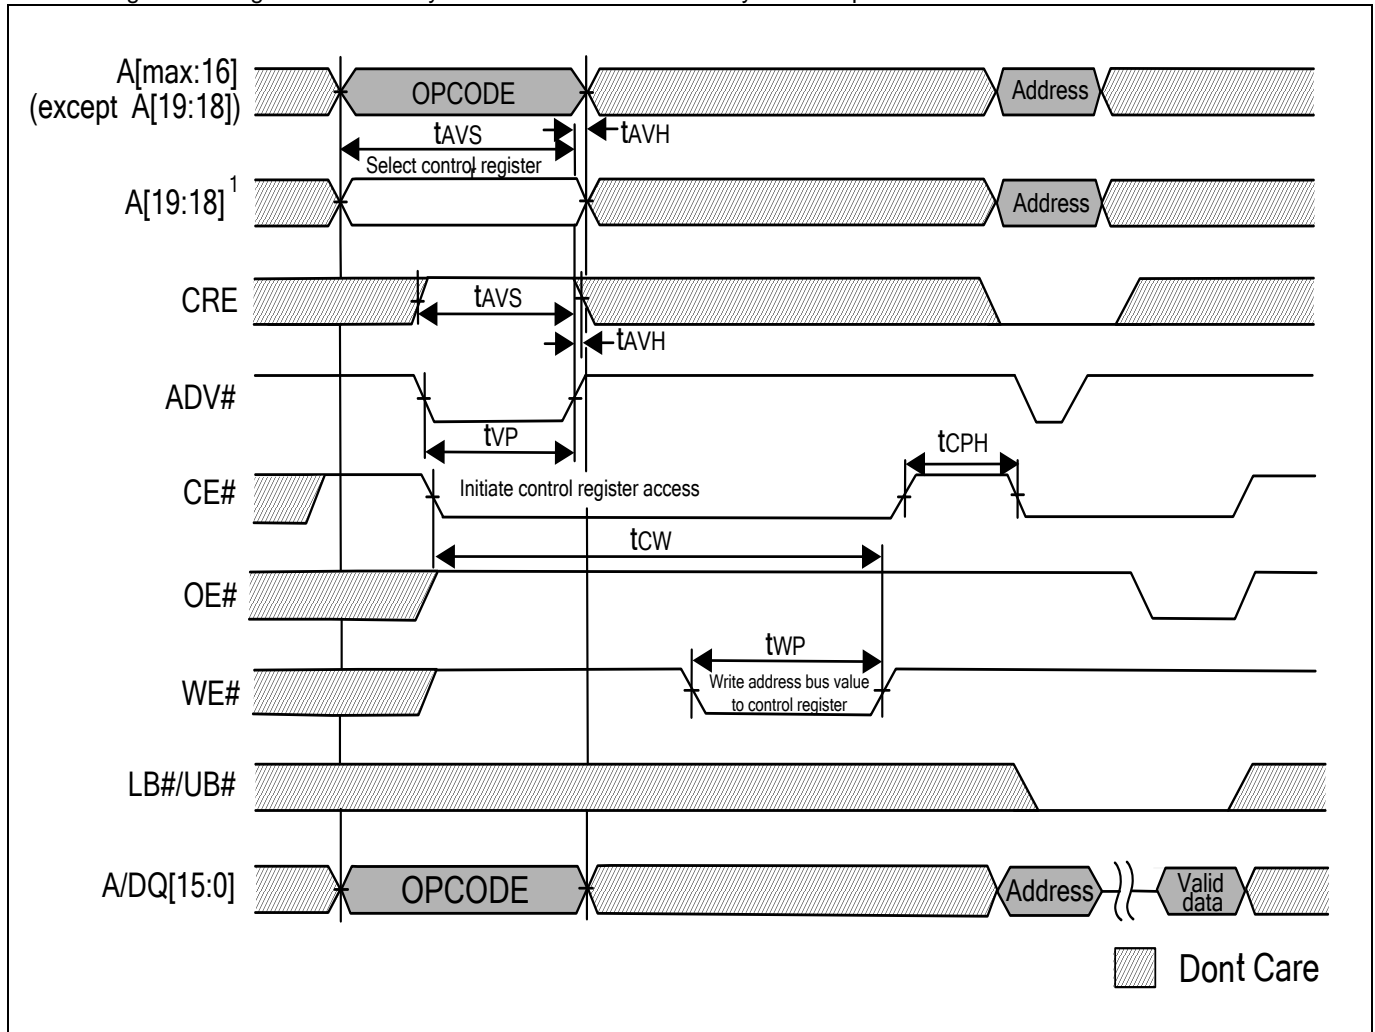 A[max:16]
(except A[19:18])
OPCODE
Address
tAVS
tAVH
Select control register
A[19:18] 1
Address
CRE
tAVS
tAVH
ADV#
tVP
tCPH
CE#
Initiate control register access
tCW
OE#
tWP
WE#
Write address bus value
to control register
LB#/UB#
A/DQ[15:0]
OPCODE
Address
Valid
data
Dont Care